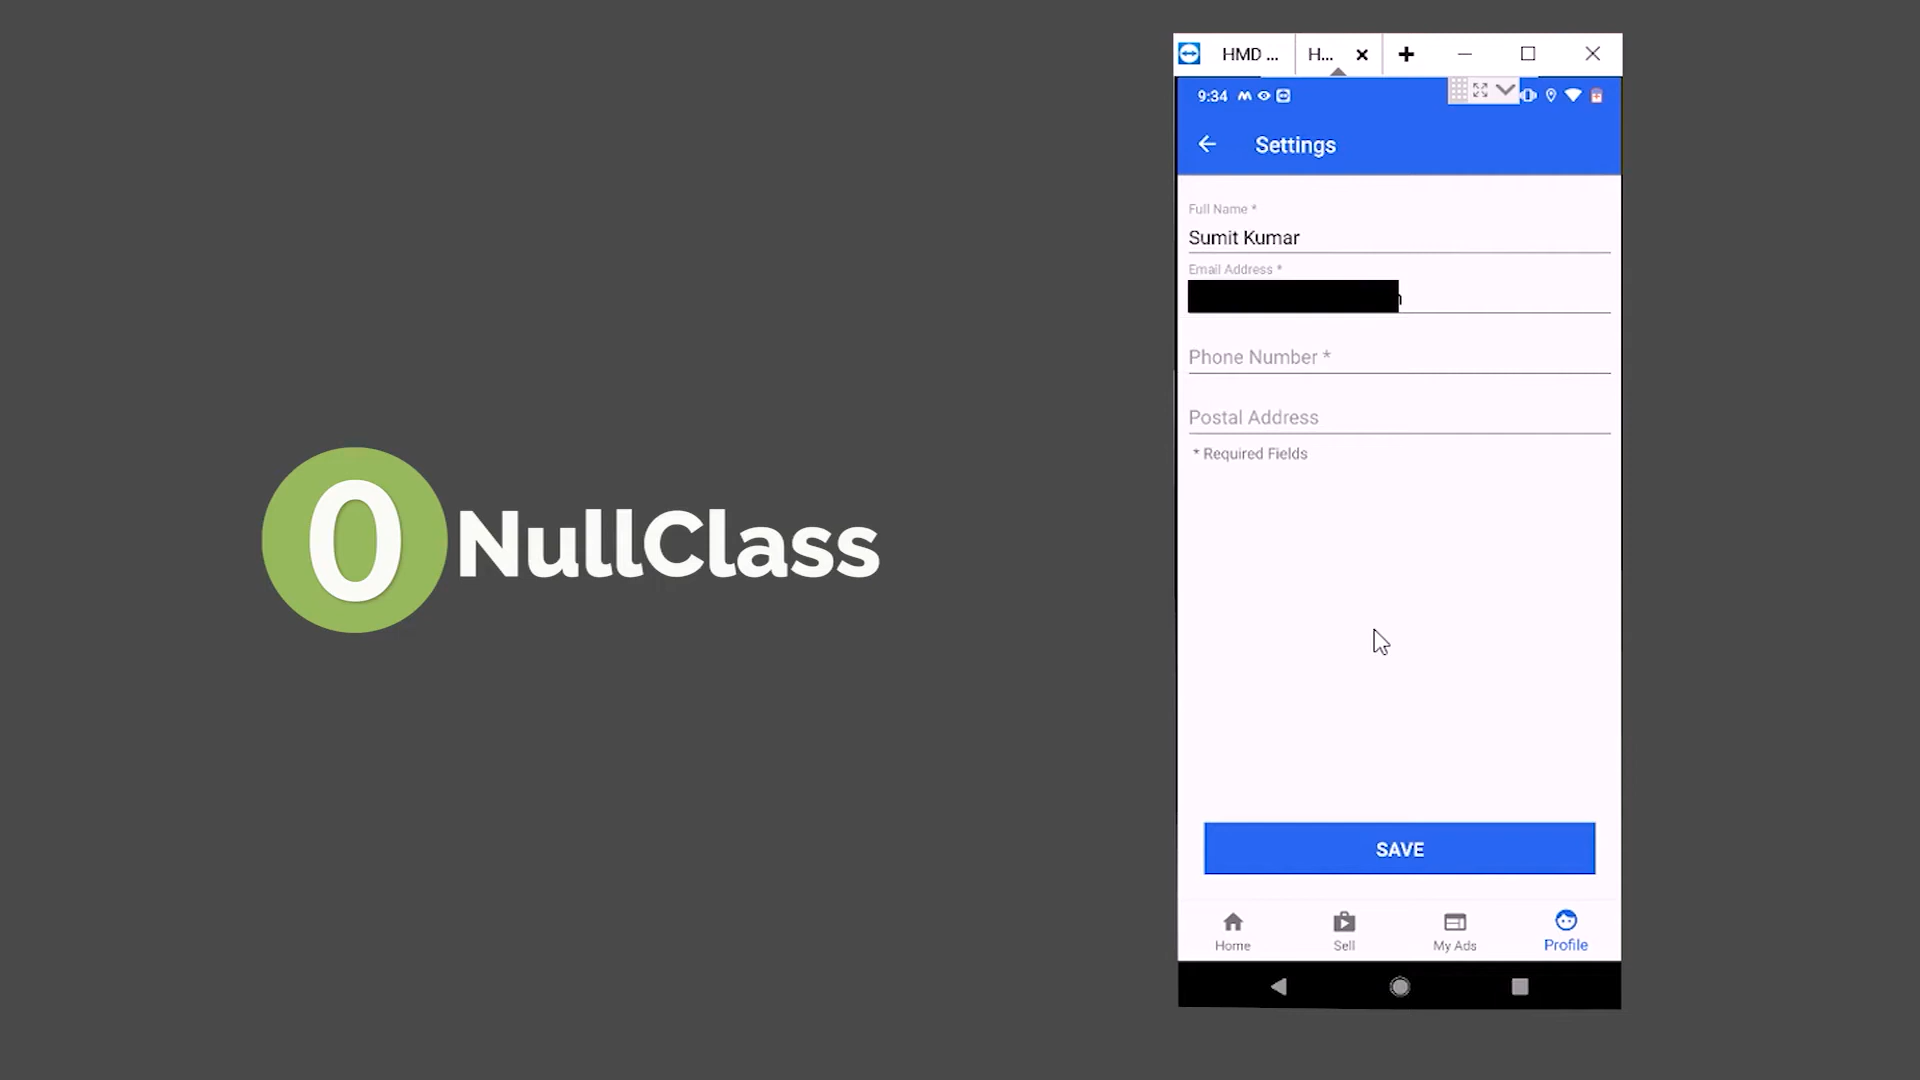 HMD ...
H...
9:34
Settings
Full Name *
Sumit Kumar
Email Address *
Phone Number *
Postal Address
* Required Fields
0 NullClass
SAVE
Home
Sell
My Ads
Profile